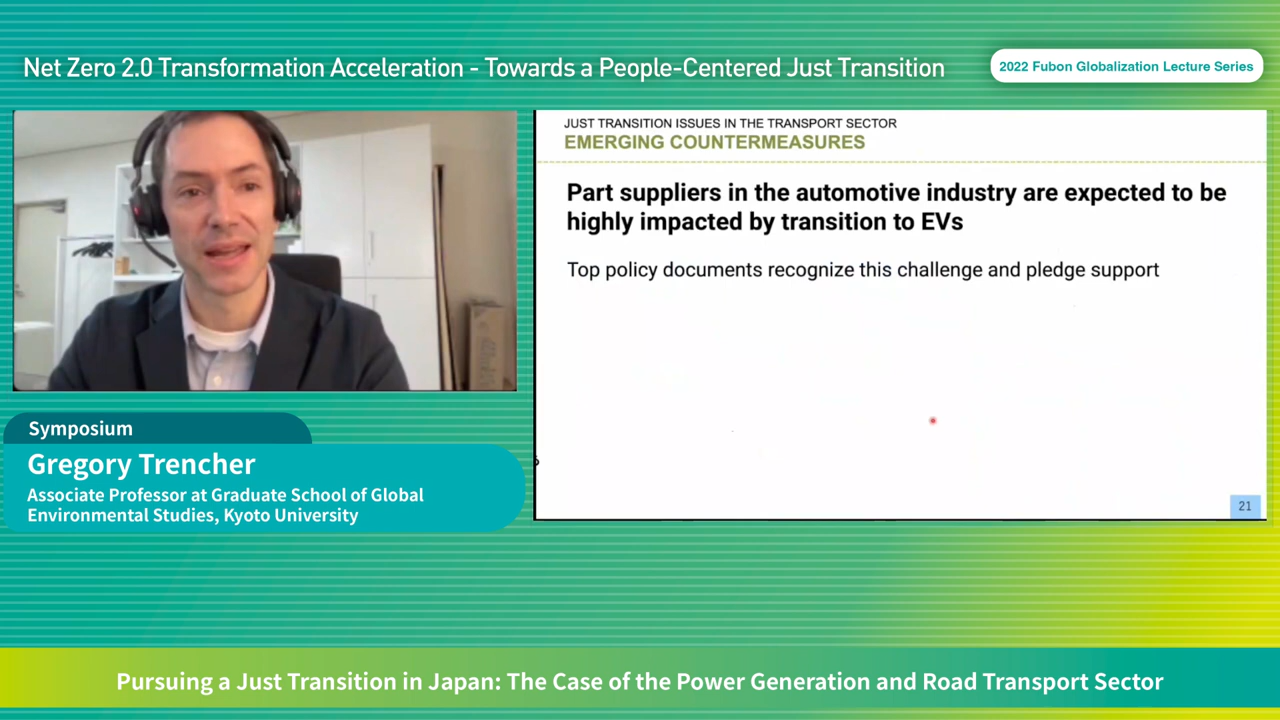 Net Zero 2.0 Transformation Acceleration - Towards a People-Centered Just Transition
2022 Fubon Globalization Lecture Series
JUST TRANSITION ISSUES IN THE TRANSPORT SECTOR
EMERGING COUNTERMEASURES
Part suppliers in the automotive industry are expected to be
highly impacted by transition to EVs
Top policy documents recognize this challenge and pledge support
21
Symposium
Gregory Trencher
Associate Professor at Graduate School of Global
Environmental Studies, Kyoto University
Pursuing a Just Transition in Japan: The Case of the Power Generation and Road Transport Sector